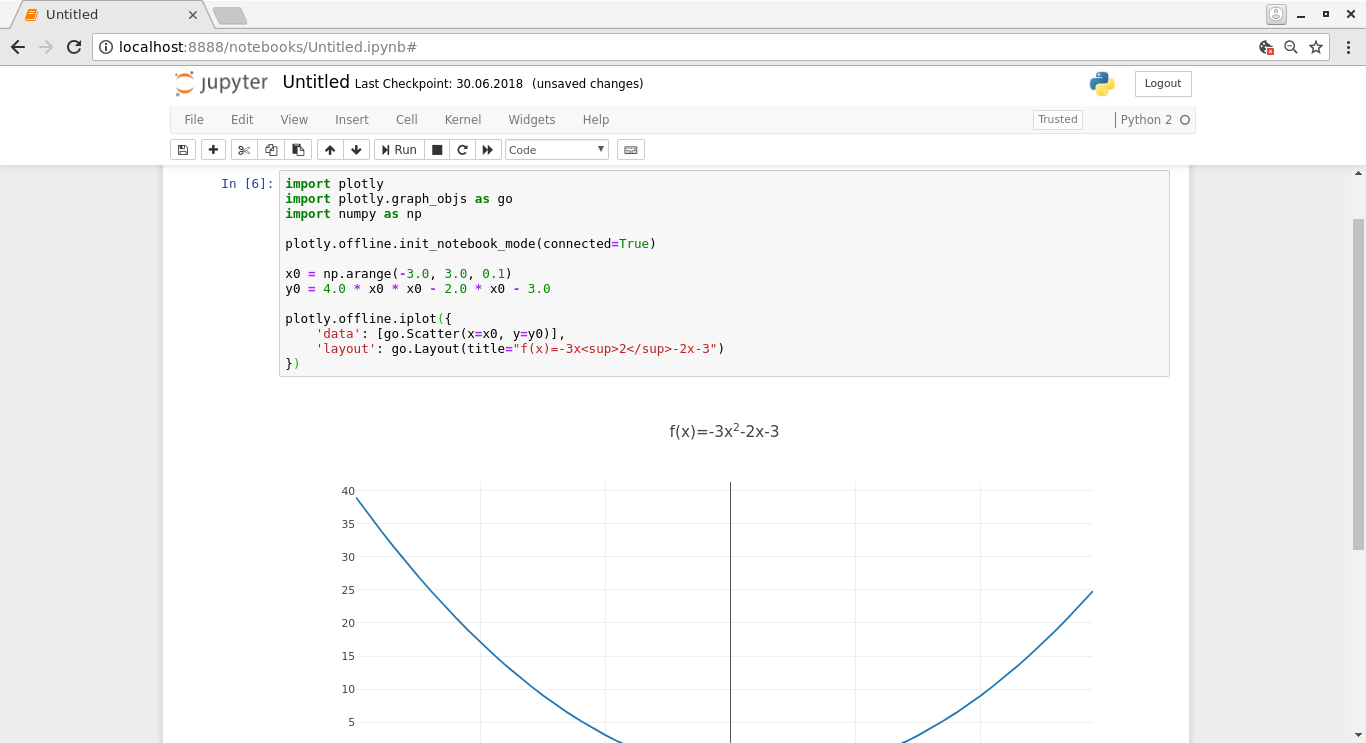 Untitled
localhost:8888/notebooks/Untitled.ipynb#
jupyter Untitled Last Checkpoint: 30.06.2018 (unsaved changes) Logout
File Edit View Insert Cell Kernel Widgets Help Trusted Python 2
Run Code
In [6]: import plotly
import plotly.graph_objs as go
import numpy as np
plotly.offline.init_notebook_mode(connected=True)
x0 = np.arange(-3.0, 3.0, 0.1)
y0 = 4.0 * x0 * x0 - 2.0 * x0 - 3.0
plotly.offline.iplot({
    'data': [go.Scatter(x=x0, y=y0)],
    'layout': go.Layout(title="f(x)=-3x<sup>2</sup>-2x-3")
})
f(x)=-3x²-2x-3
40
35
30
25
20
15
10
5